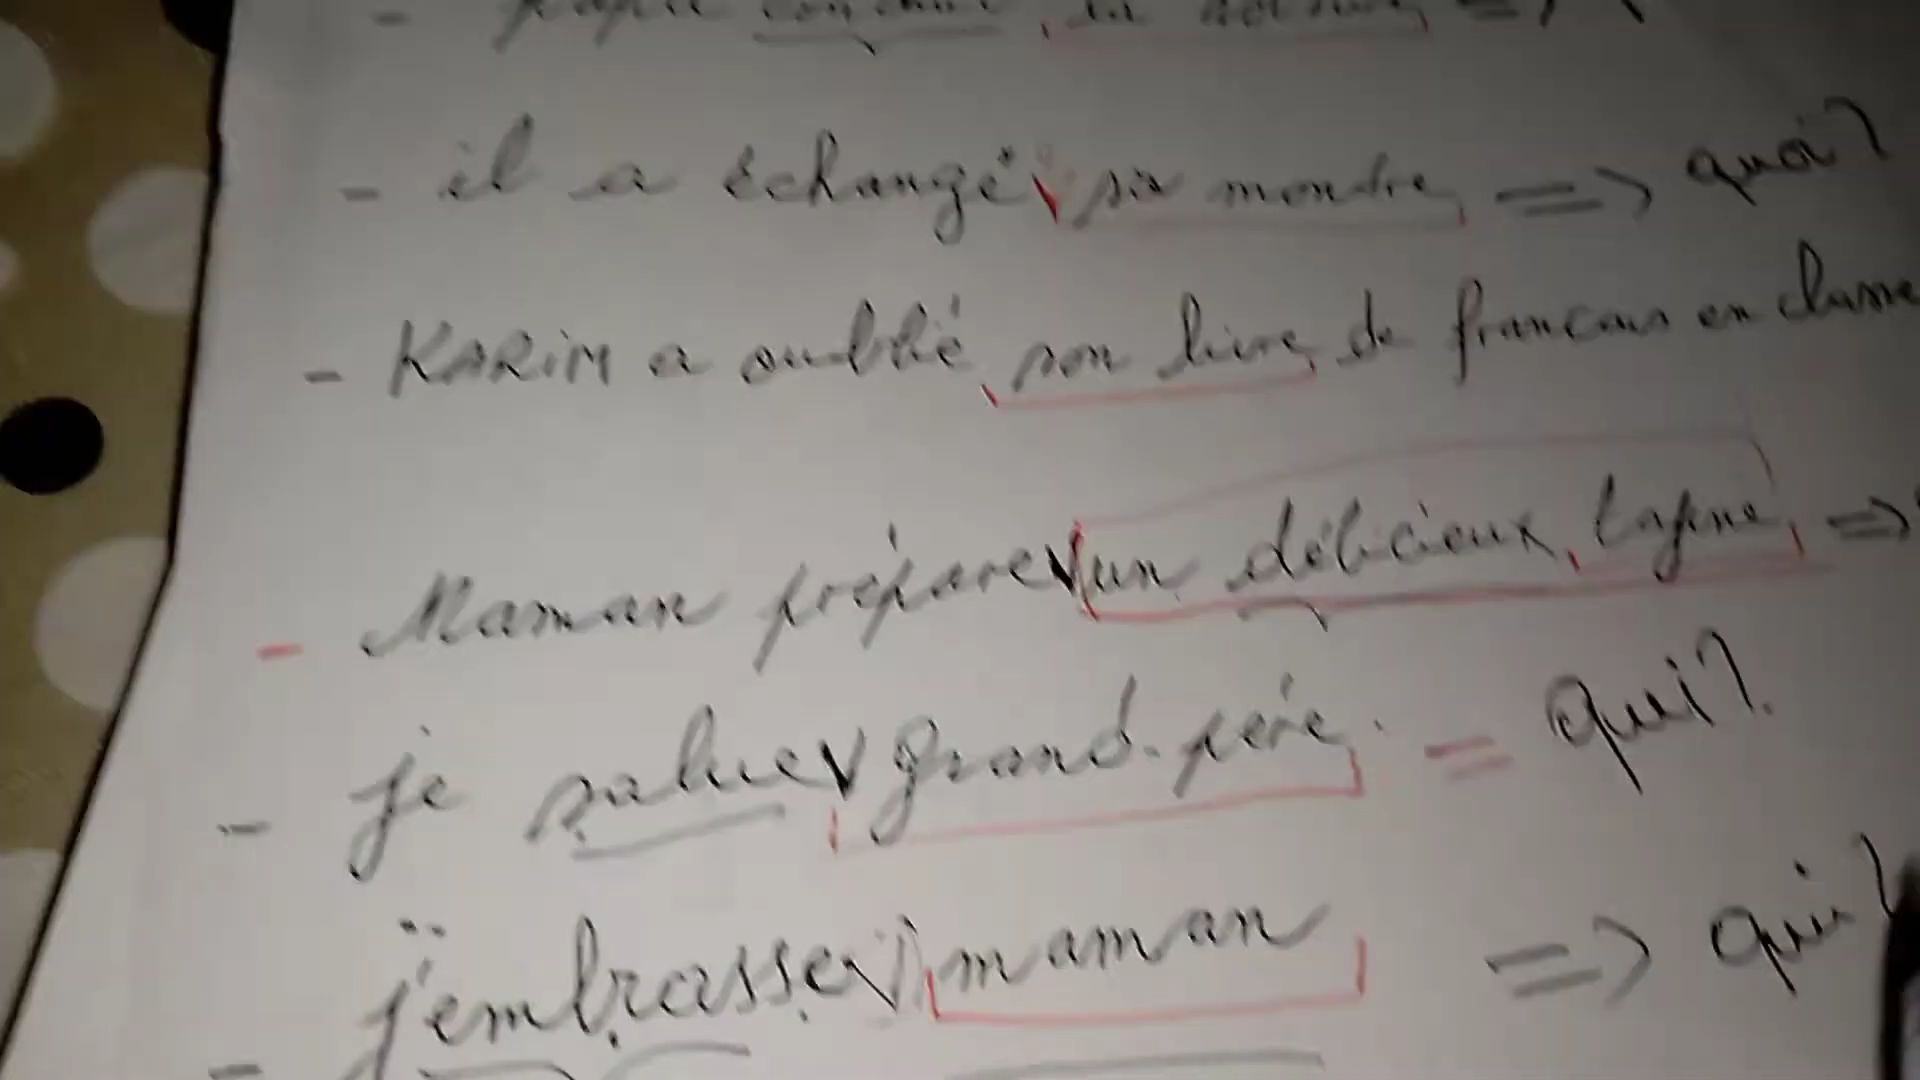 - il a échangé sa montre => quoi?
- KARIM a oublié son livre de francais en classe
- Maman prépare un délicieux tajine =>
- je salue grand-père. = qui?
- j'embrasse maman => qui?